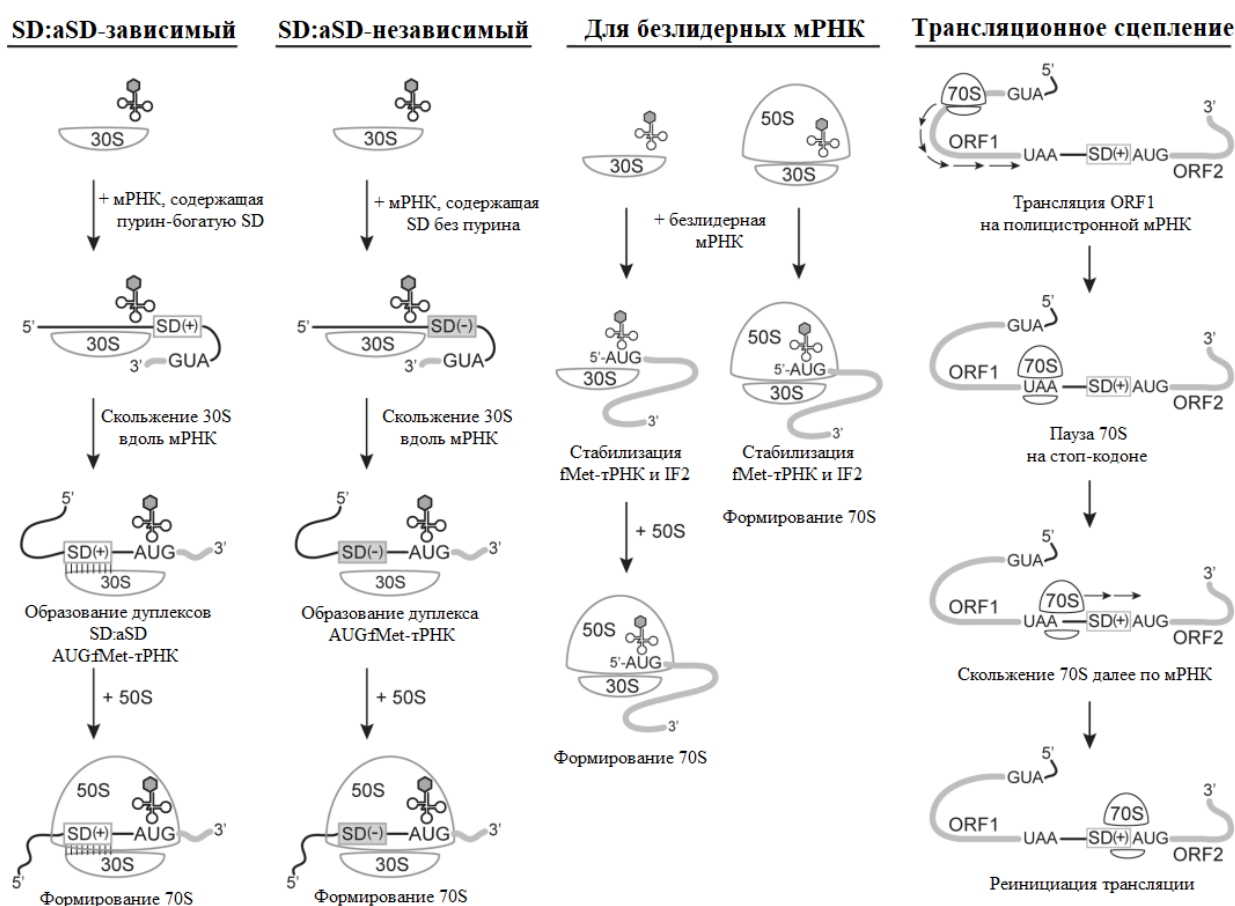 SD:aSD-зависимый
30S
+ мРНК, содержащая
пурин-богатую SD
5'
SD(+)
30S
3'
GUA
Скольжение 30S
вдоль мРНК
5'
SD(+)
AUG
3'
30S
Образование дуплексов
SD:aSD
AUG:fMet-тРНК
+ 50S
50S
SD(+)
AUG
3'
30S
5'
Формирование 70S
SD:aSD-независимый
30S
+ мРНК, содержащая
SD без пурина
5'
SD(-)
30S
3'
GUA
Скольжение 30S
вдоль мРНК
5'
SD(-)
AUG
3'
30S
Образование дуплекса
AUG:fMet-тРНК
+ 50S
50S
SD(-)
AUG
3'
30S
5'
Формирование 70S
Для безлидерных мРНК
30S
50S
30S
+ безлидерная
мРНК
5'-AUG
30S
3'
Стабилизация
fMet-тРНК и IF2
+ 50S
50S
5'-AUG
30S
3'
Формирование 70S
50S
5'-AUG
30S
3'
Стабилизация
fMet-тРНК и IF2
Формирование 70S
Трансляционное сцепление
5'
70S
GUA
3'
ORF1
UAA
SD(+)
AUG
ORF2
Трансляция ORF1
на полицистронной мРНК
5'
GUA
3'
ORF1
70S
UAA
SD(+)
AUG
ORF2
Пауза 70S
на стоп-кодоне
5'
GUA
3'
ORF1
70S
UAA
SD(+)
AUG
ORF2
Скольжение 70S далее по мРНК
5'
GUA
3'
ORF1
70S
UAA
SD(+)
AUG
ORF2
Реинициация трансляции